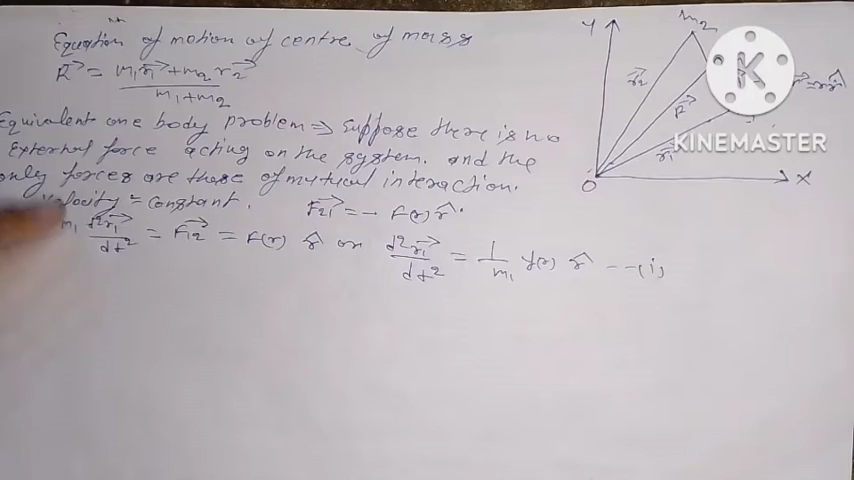 Equation of motion of centre of mass
R⃗ = m₁r₁⃗ + m₂r₂⃗ / m₁+m₂
Equivalent one body problem ⇒ Suppose there is no
External force acting on the system. and the
only forces are those of mutual interaction.
velocity = constant. F₂₁⃗ = - F(r) r̂.
m₁ d²r₁⃗/dt² = F₁₂⃗ = F(r) r̂ or d²r₁⃗/dt² = 1/m₁ f(r) r̂ --(i)
Y
m₂
r₂⃗
R⃗
r₁⃗
O
X
K
KINEMASTER